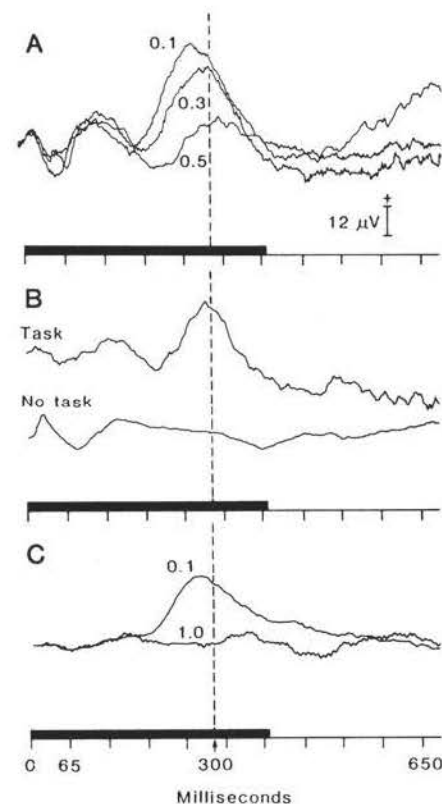 A
0.1
0.3
0.5
+
12 μV
B
Task
No task
C
0.1
1.0
0 65 300 650
Milliseconds